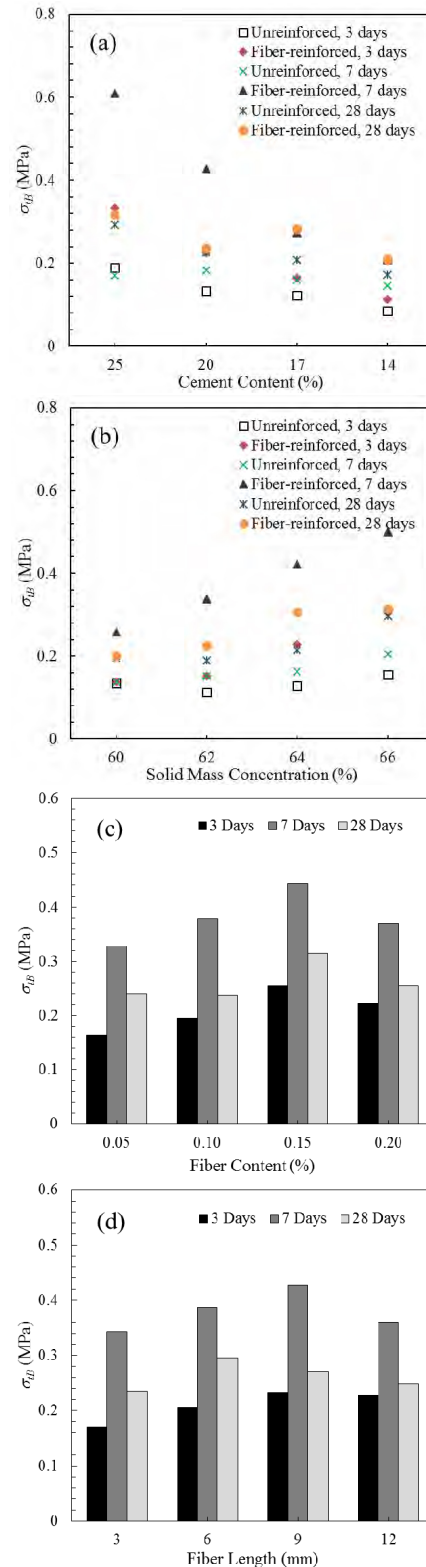 (a)
Unreinforced, 3 days
Fiber-reinforced, 3 days
Unreinforced, 7 days
Fiber-reinforced, 7 days
Unreinforced, 28 days
Fiber-reinforced, 28 days
0.8
0.6
0.4
0.2
0
σtB (MPa)
25 20 17 14
Cement Content (%)
(b)
Unreinforced, 3 days
Fiber-reinforced, 3 days
Unreinforced, 7 days
Fiber-reinforced, 7 days
Unreinforced, 28 days
Fiber-reinforced, 28 days
0.8
0.6
0.4
0.2
0
σtB (MPa)
60 62 64 66
Solid Mass Concentration (%)
(c)
3 Days 7 Days 28 Days
0.6
0.5
0.4
0.3
0.2
0.1
0
σtB (MPa)
0.05 0.10 0.15 0.20
Fiber Content (%)
(d)
3 Days 7 Days 28 Days
0.6
0.5
0.4
0.3
0.2
0.1
0
σtB (MPa)
3 6 9 12
Fiber Length (mm)